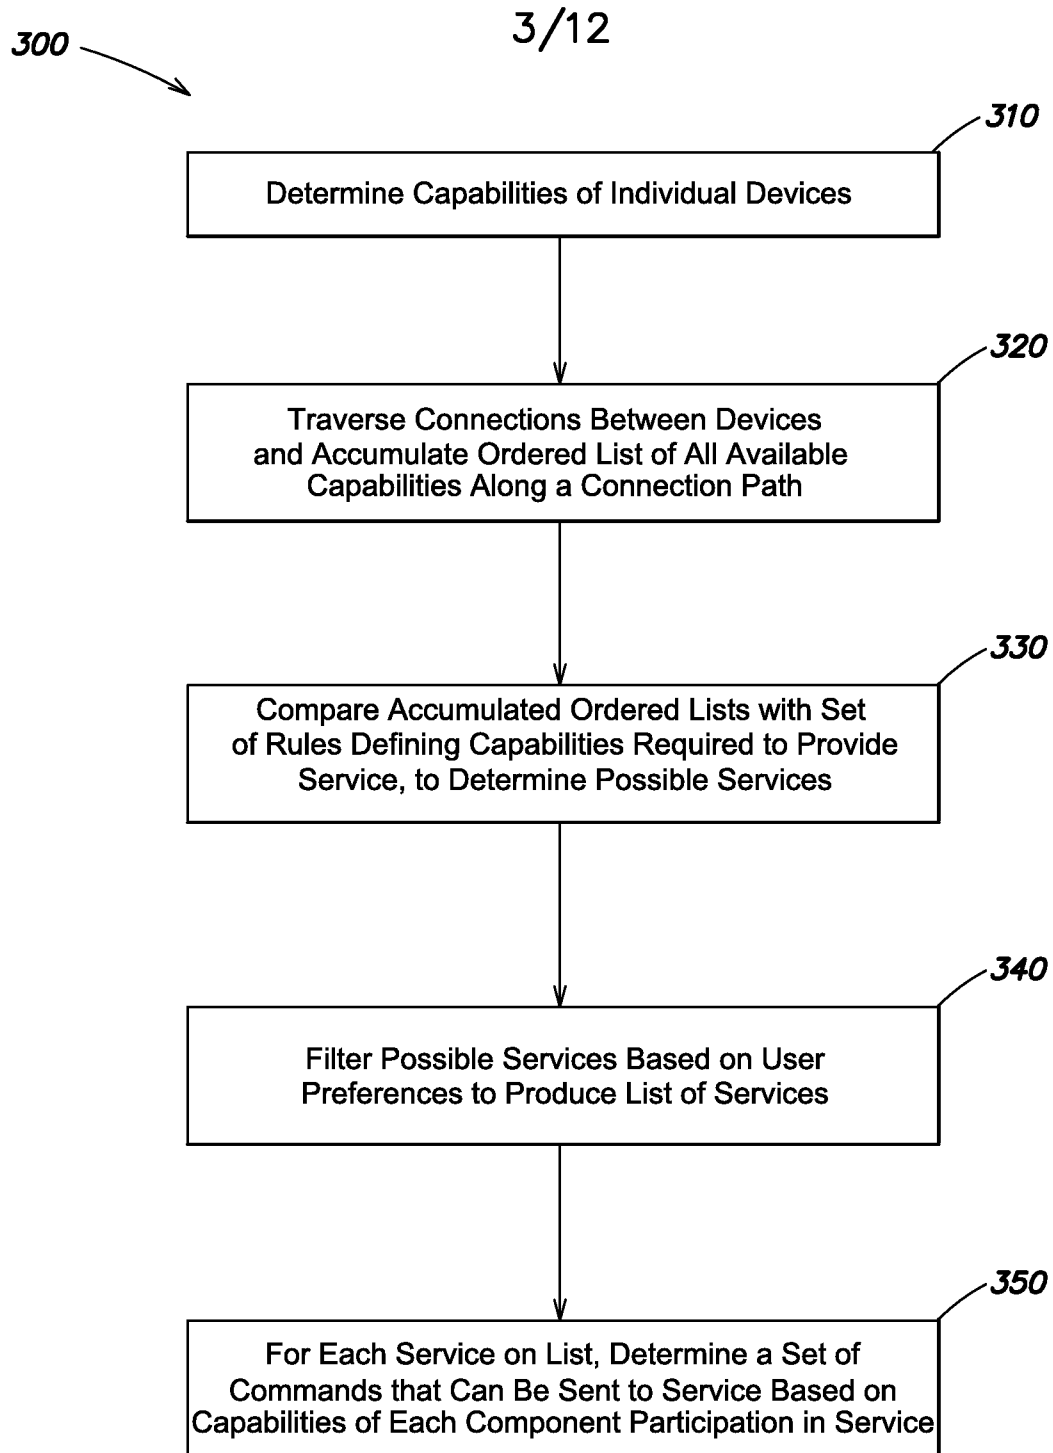 3/12
300
310
Determine Capabilities of Individual Devices
320
Traverse Connections Between Devices
and Accumulate Ordered List of All Available
Capabilities Along a Connection Path
330
Compare Accumulated Ordered Lists with Set
of Rules Defining Capabilities Required to Provide
Service, to Determine Possible Services
340
Filter Possible Services Based on User
Preferences to Produce List of Services
350
For Each Service on List, Determine a Set of
Commands that Can Be Sent to Service Based on
Capabilities of Each Component Participation in Service